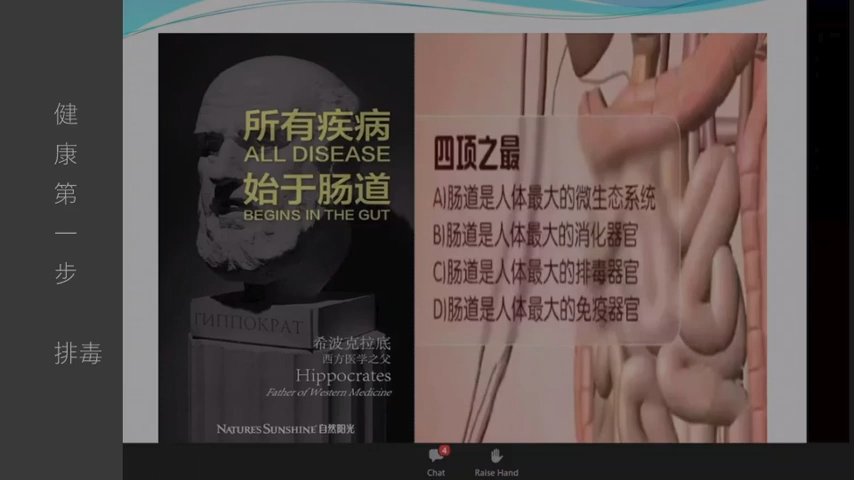 健康第一步 排毒
所有疾病
ALL DISEASE
始于肠道
BEGINS IN THE GUT
ГИППОКРАТ
希波克拉底
西方医学之父
Hippocrates
Father of Western Medicine
NATURE'S SUNSHINE 自然阳光
四项之最
A)肠道是人体最大的微生态系统
B)肠道是人体最大的消化器官
C)肠道是人体最大的排毒器官
D)肠道是人体最大的免疫器官
4
Chat
Raise Hand